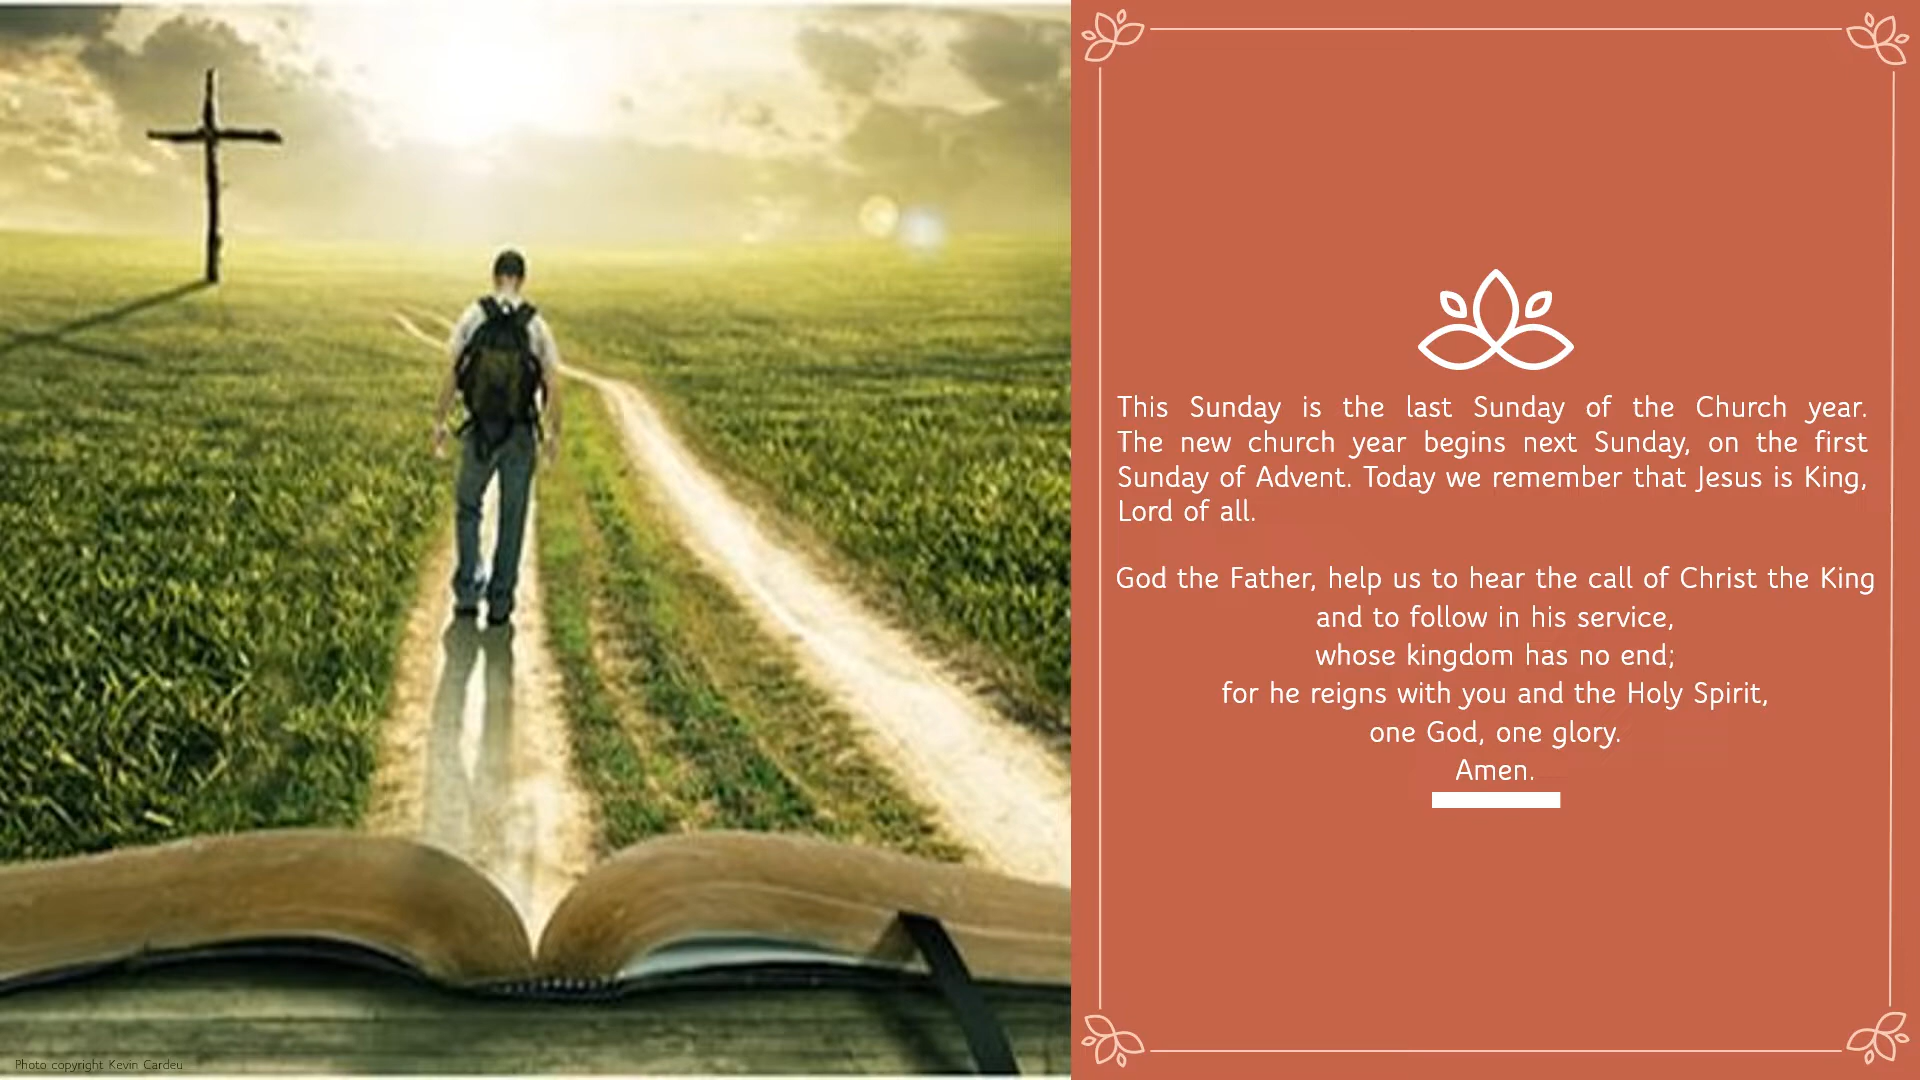 This Sunday is the last Sunday of the Church year.
The new church year begins next Sunday, on the first
Sunday of Advent. Today we remember that Jesus is King,
Lord of all.
God the Father, help us to hear the call of Christ the King
and to follow in his service,
whose kingdom has no end;
for he reigns with you and the Holy Spirit,
one God, one glory.
Amen.
Photo copyright Kevin Cardeu